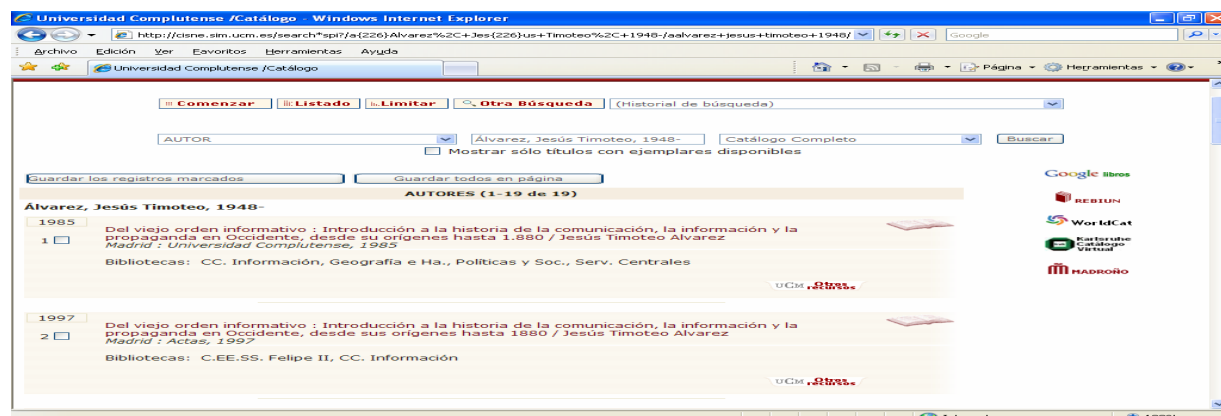 Universidad Complutense /Catálogo - Windows Internet Explorer
http://cisne.sim.ucm.es/search*spi?/a{226}Alvarez%2C+Jes{226}us+Timoteo%2C+1948-/aalvarez+jesus+timoteo+1948/
Google
Archivo Edición Ver Favoritos Herramientas Ayuda
Universidad Complutense /Catálogo
Página Herramientas
Comenzar Listado Limitar Otra Búsqueda (Historial de búsqueda)
AUTOR Álvarez, Jesús Timoteo, 1948- Catálogo Completo Buscar
Mostrar sólo títulos con ejemplares disponibles
Guardar los registros marcados Guardar todos en página
AUTORES (1-19 de 19)
Álvarez, Jesús Timoteo, 1948-
1985
1
Del viejo orden informativo : Introducción a la historia de la comunicación, la información y la
propaganda en Occidente, desde su orígenes hasta 1.880 / Jesús Timoteo Alvarez
Madrid : Universidad Complutense, 1985
Bibliotecas: CC. Información, Geografía e Ha., Políticas y Soc., Serv. Centrales
UCM Otros recursos
1997
2
Del viejo orden informativo : Introducción a la historia de la comunicación, la información y la
propaganda en Occidente, desde sus orígenes hasta 1880 / Jesús Timoteo Alvarez
Madrid : Actas, 1997
Bibliotecas: C.EE.SS. Felipe II, CC. Información
UCM Otros recursos
Google libros
REBIUN
WorldCat
Karlsruhe
Catálogo
Virtual
MADROÑO